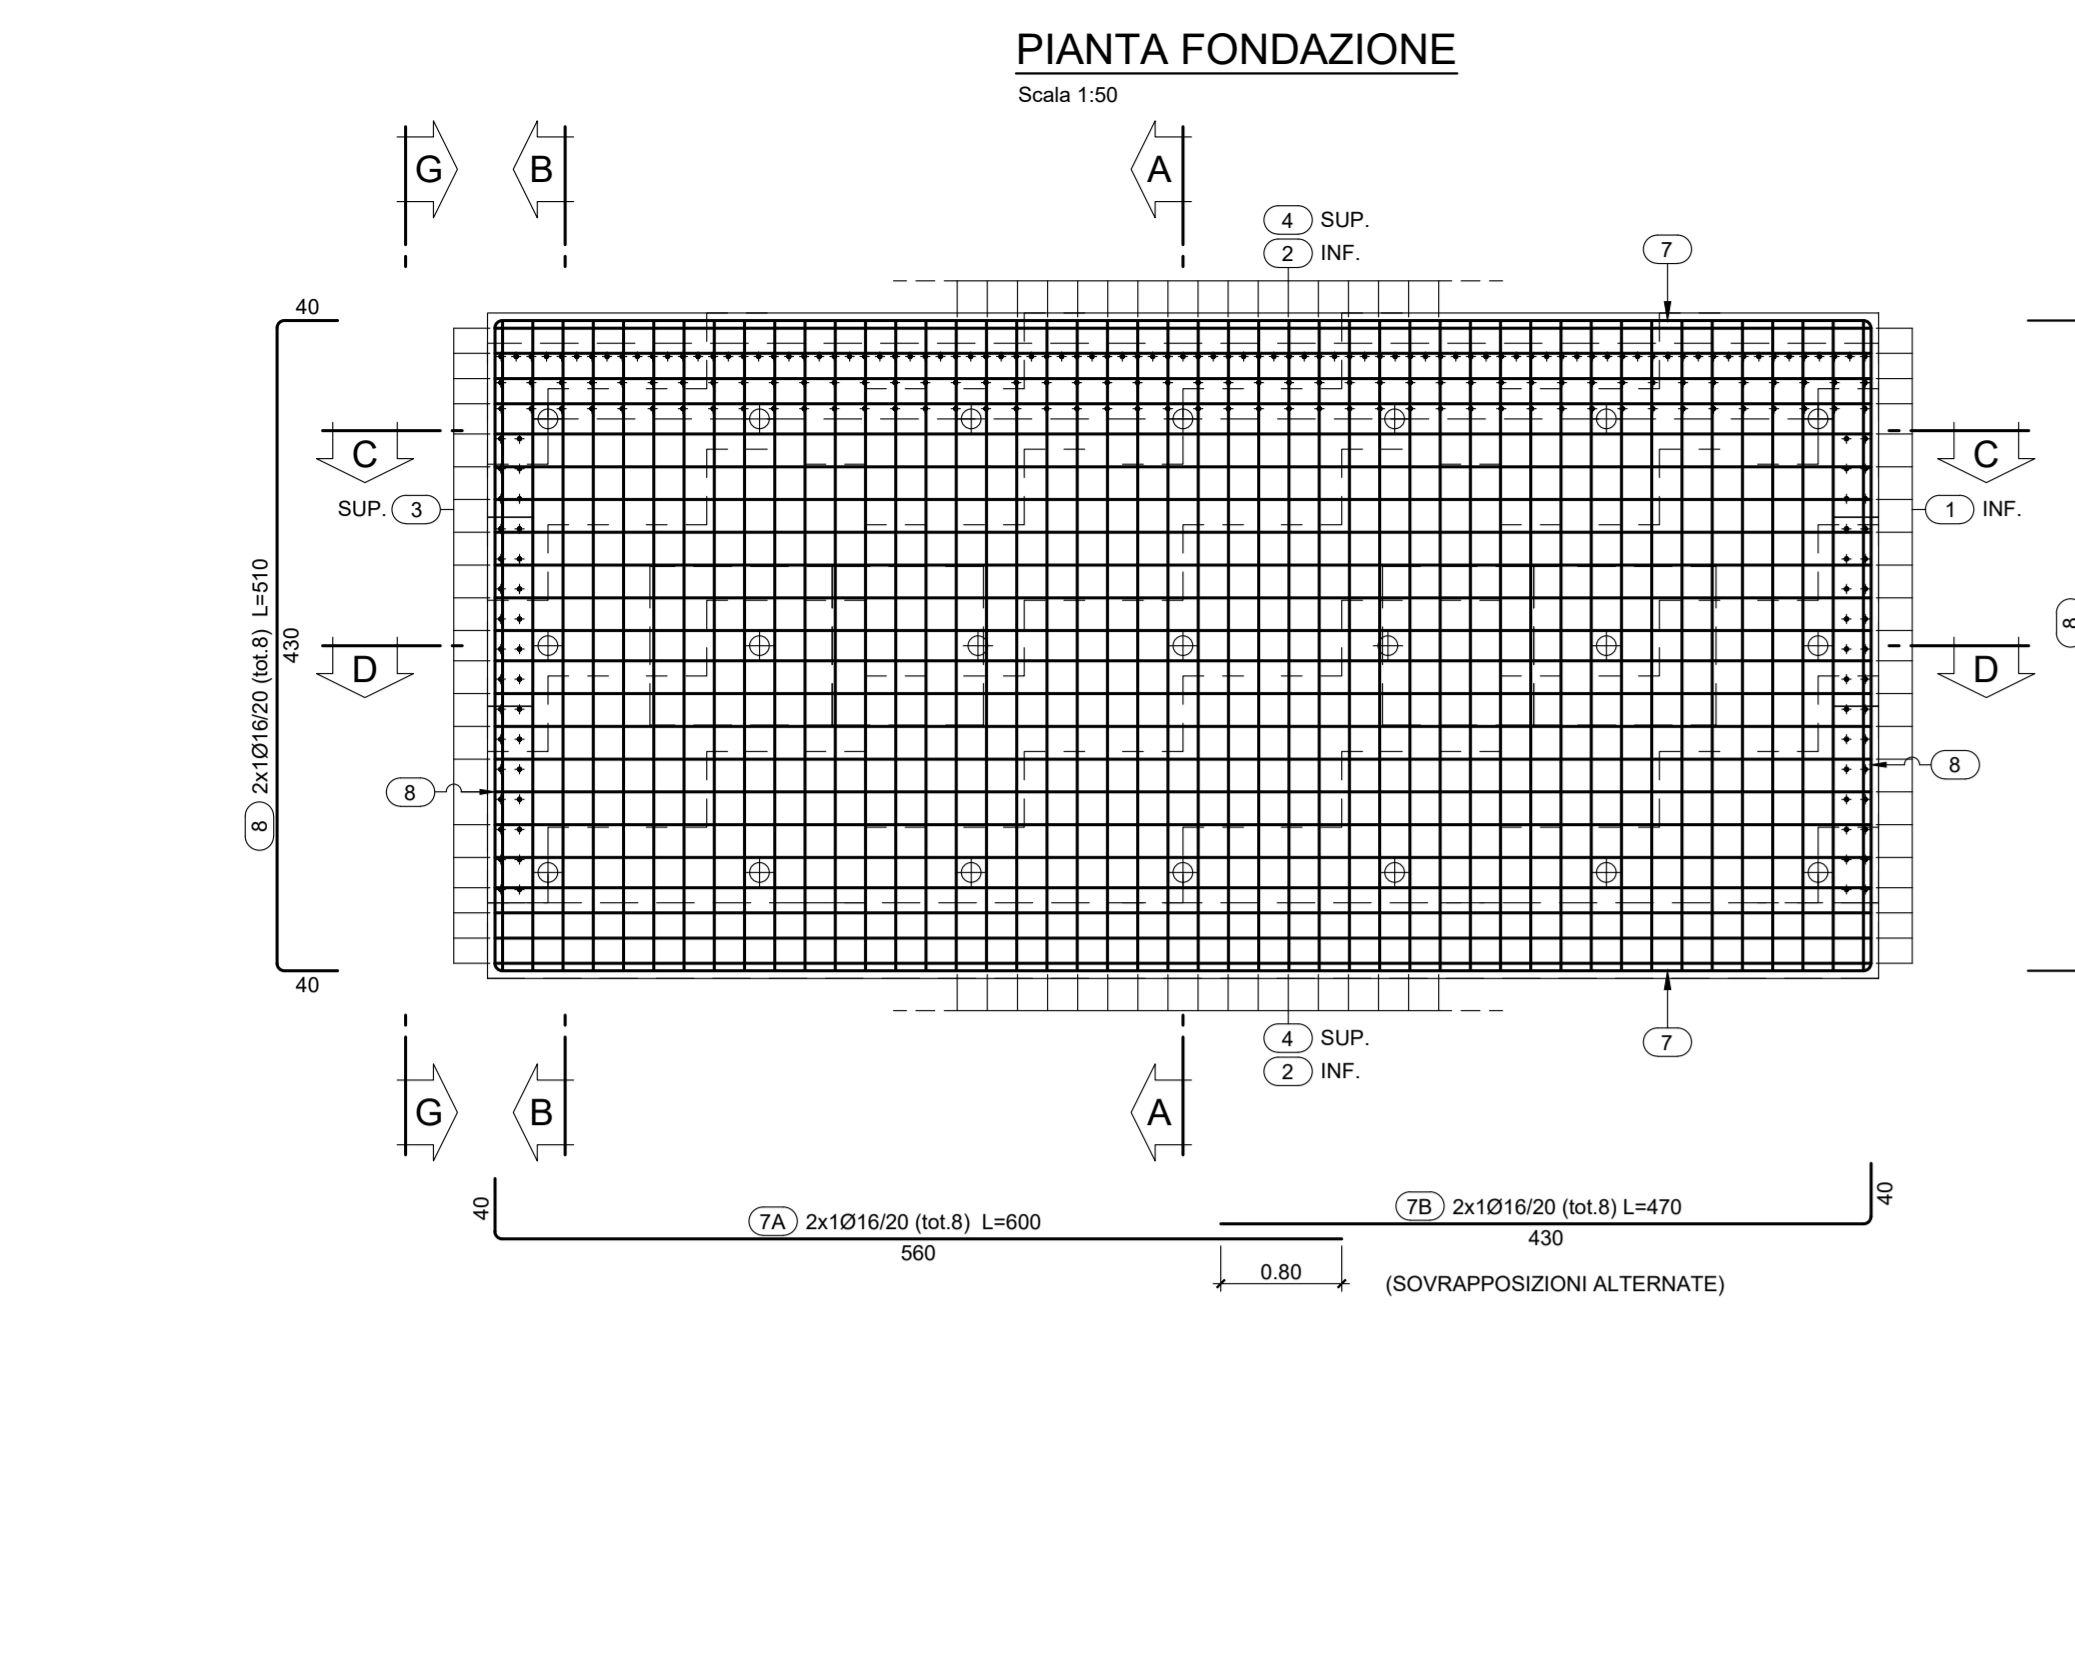 PIANTA FONDAZIONE
Scala 1:50
G
B
A
4 SUP.
2 INF.
7
40
C
C
SUP. 3
1 INF.
8 2x1Ø16/20 (tot.8) L=510
430
8
D
D
8
8
40
4 SUP.
2 INF.
7
G
B
A
40
7A 2x1Ø16/20 (tot.8) L=600
560
7B 2x1Ø16/20 (tot.8) L=470
430
40
0.80
(SOVRAPPOSIZIONI ALTERNATE)